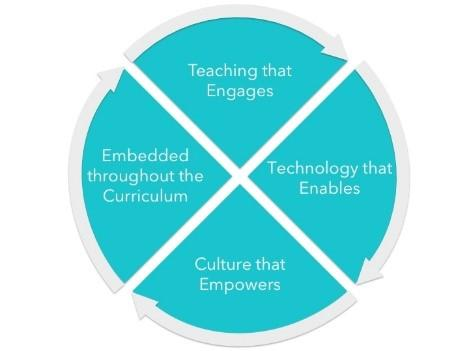 Teaching that
Engages
Technology that
Enables
Culture that
Empowers
Embedded
throughout the
Curriculum